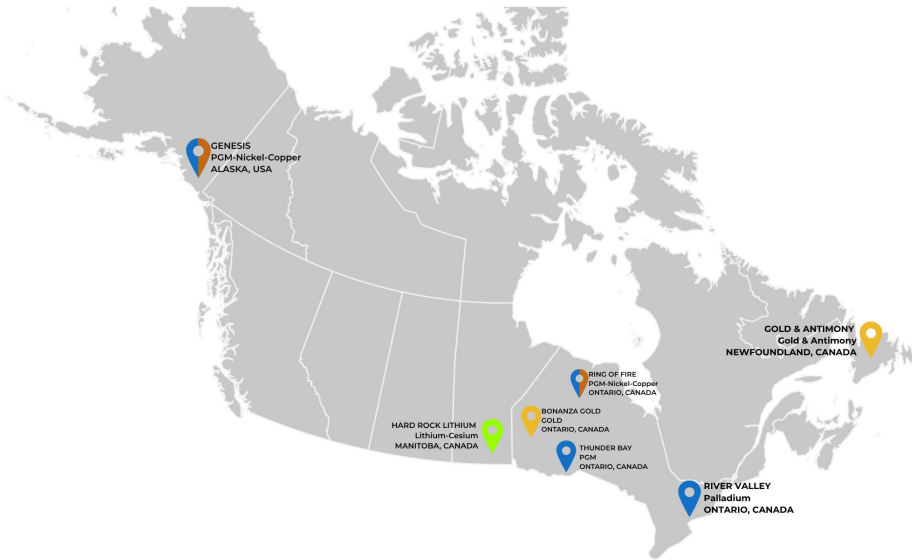 GENESIS
PGM-Nickel-Copper
ALASKA, USA
GOLD & ANTIMONY
Gold & Antimony
NEWFOUNDLAND, CANADA
RING OF FIRE
PGM-Nickel-Copper
ONTARIO, CANADA
BONANZA GOLD
GOLD
ONTARIO, CANADA
HARD ROCK LITHIUM
Lithium-Cesium
MANITOBA, CANADA
THUNDER BAY
PGM
ONTARIO, CANADA
RIVER VALLEY
Palladium
ONTARIO, CANADA